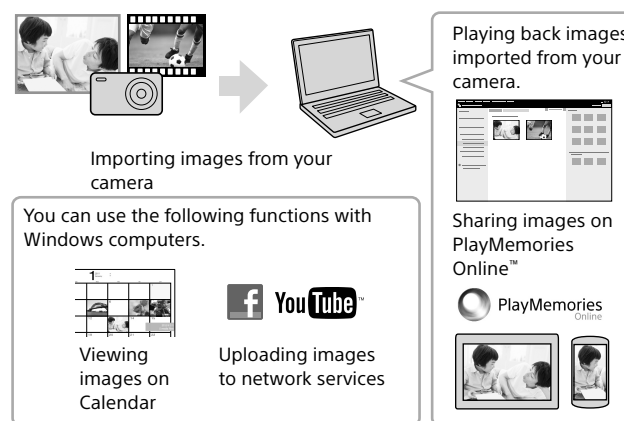 Playing back images
imported from your
camera.
Importing images from your
camera
You can use the following functions with
Windows computers.
1
f You Tube™
Viewing
images on
Calendar
Uploading images
to network services
Sharing images on
PlayMemories
Online™
PlayMemories
Online